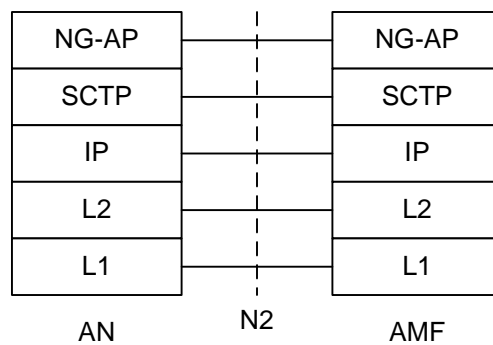 NG-AP NG-AP
SCTP SCTP
IP IP
L2 L2
L1 L1
AN N2 AMF